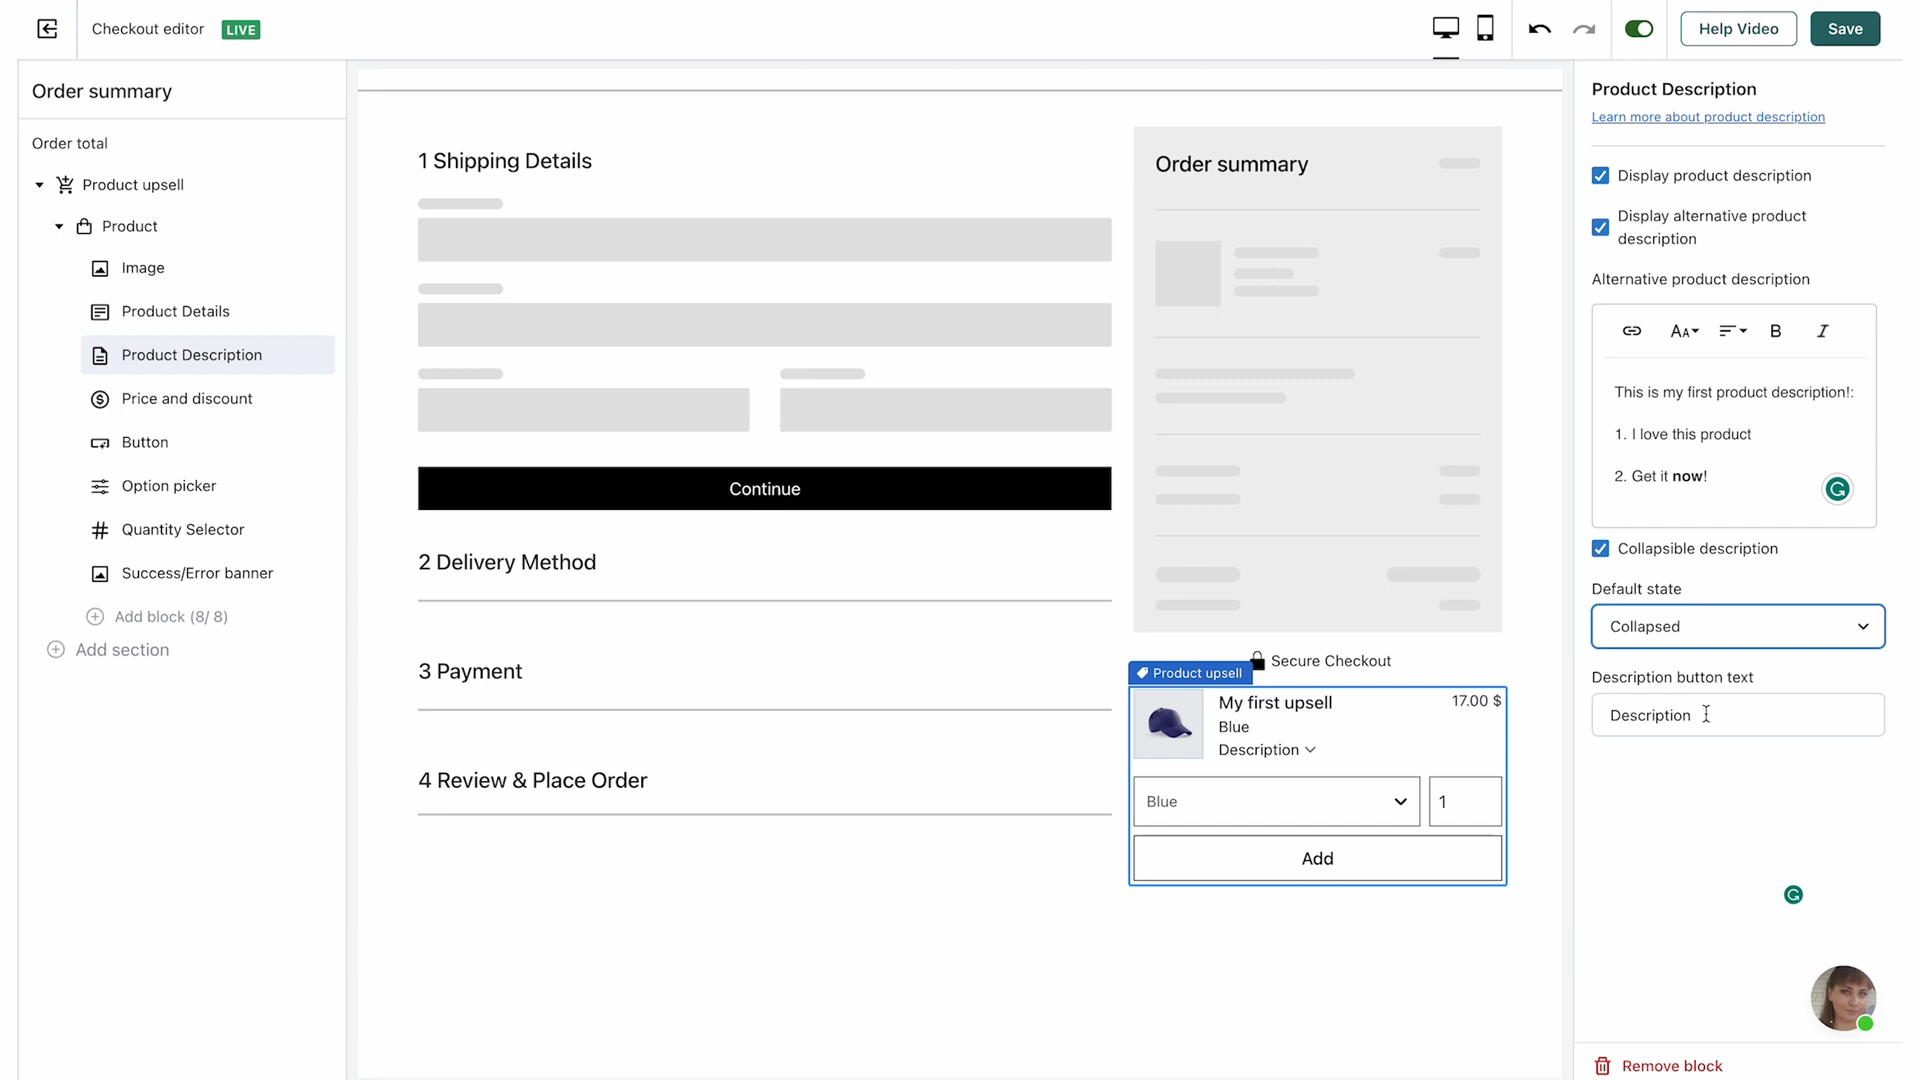 Checkout editor
LIVE
Help Video
Save
Order summary
Order total
Product upsell
Product
Image
Product Details
Product Description
Price and discount
Button
Option picker
Quantity Selector
Success/Error banner
Add block (8/ 8)
Add section
1 Shipping Details
Continue
2 Delivery Method
3 Payment
4 Review & Place Order
Order summary
Secure Checkout
Product upsell
My first upsell
17.00 $
Blue
Description
Blue
1
Add
Product Description
Learn more about product description
Display product description
Display alternative product
description
Alternative product description
AA
B
I
This is my first product description!:
1. I love this product
2. Get it now!
Collapsible description
Default state
Collapsed
Description button text
Description
Remove block